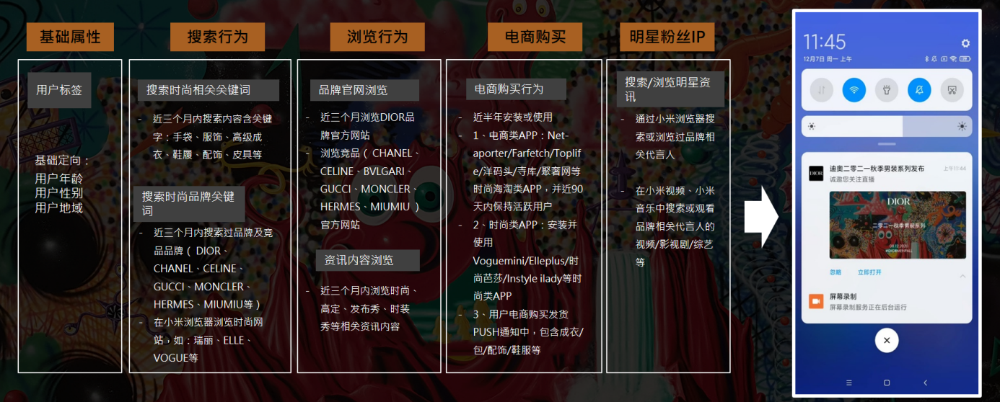 基础属性
用户标签
基础定向：
用户年龄
用户性别
用户地域
搜索行为
搜索时尚相关关键词
- 近三个月内搜索内容含关键
字：手袋、服饰、高级成
衣、鞋履、配饰、皮具等
搜索时尚品牌关键
词
- 近三个月内搜索过品牌及竞
品品牌（ DIOR、
CHANEL、CELINE、
GUCCI、MONCLER、
HERMES、MIUMIU等）
- 在小米浏览器浏览时尚网
站，如：瑞丽、ELLE、
VOGUE等
浏览行为
品牌官网浏览
- 近三个月浏览DIOR品
牌官方网站
- 浏览竞品（ CHANEL、
CELINE、BVLGARI、
GUCCI、MONCLER、
HERMES、MIUMIU ）
官方网站
资讯内容浏览
- 近三个月内浏览时尚、
高定、发布秀、时装
秀等相关资讯内容
电商购买
电商购买行为
- 近半年安装或使用
- 1、电商类APP：Net-
aporter/Farfetch/Toplif
e/洋码头/寺库/聚奢网等
时尚海淘类APP，并近90
天内保持活跃用户
- 2、时尚类APP：安装并
使用
Voguemini/Elleplus/时
尚芭莎/Instyle ilady等时
尚类APP
- 3、用户电商购买发货
PUSH通知中，包含成衣/
包/配饰/鞋服等
明星粉丝IP
搜索/浏览明星资
讯
- 通过小米浏览器搜
索或浏览过品牌相
关代言人
- 在小米视频、小米
音乐中搜索或观看
品牌相关代言人的
视频/影视剧/综艺
等
11:45
12月7日 周一 上午
DIOR
迪奥二零二一秋季男装系列发布
上午11:44
诚邀您关注直播
DIOR
二零二一秋季男装系列
08.12.2020
#DIORMENFALL
忽略 立即打开
屏幕录制
屏幕录制服务正在后台运行